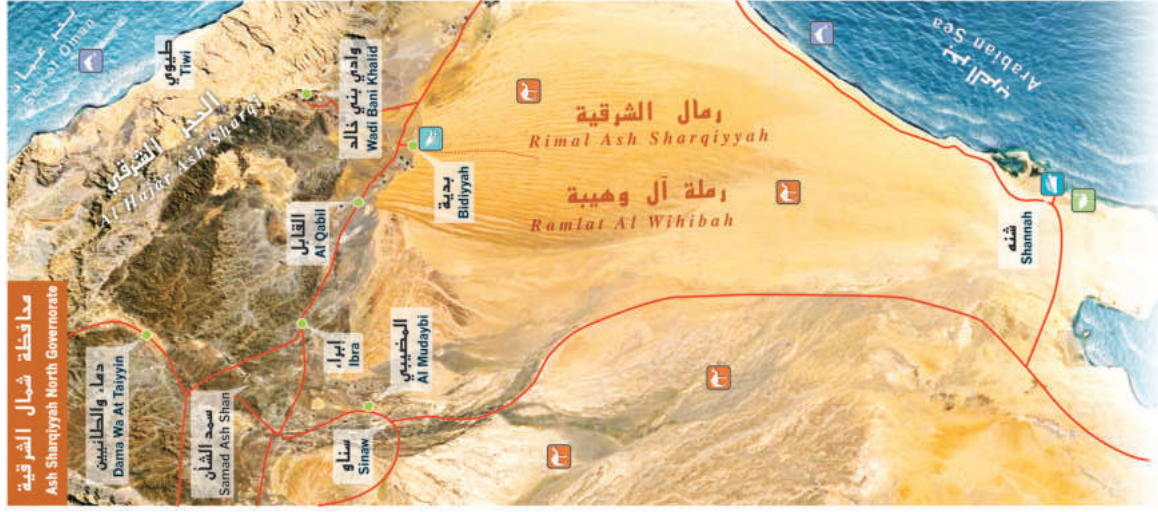 محافظة شمال الشرقية
Ash Sharqiyyah North Governorate
Sea of Oman
طيوي
Tiwi
الحجر الشرقي
Al Hajar Ash Sharqi
وادي بني خالد
Wadi Bani Khalid
بدية
Bidiyyah
القابل
Al Qabil
إبراء
Ibra
المضيبي
Al Mudaybi
دماء والطائيين
Dama Wa At Taiyyin
سمد الشأن
Samad Ash Shan
سناو
Sinaw
رمال الشرقية
Rimal Ash Sharqiyyah
رملة آل وهيبة
Ramlat Al Wihibah
بحر العرب
Arabian Sea
شنه
Shannah